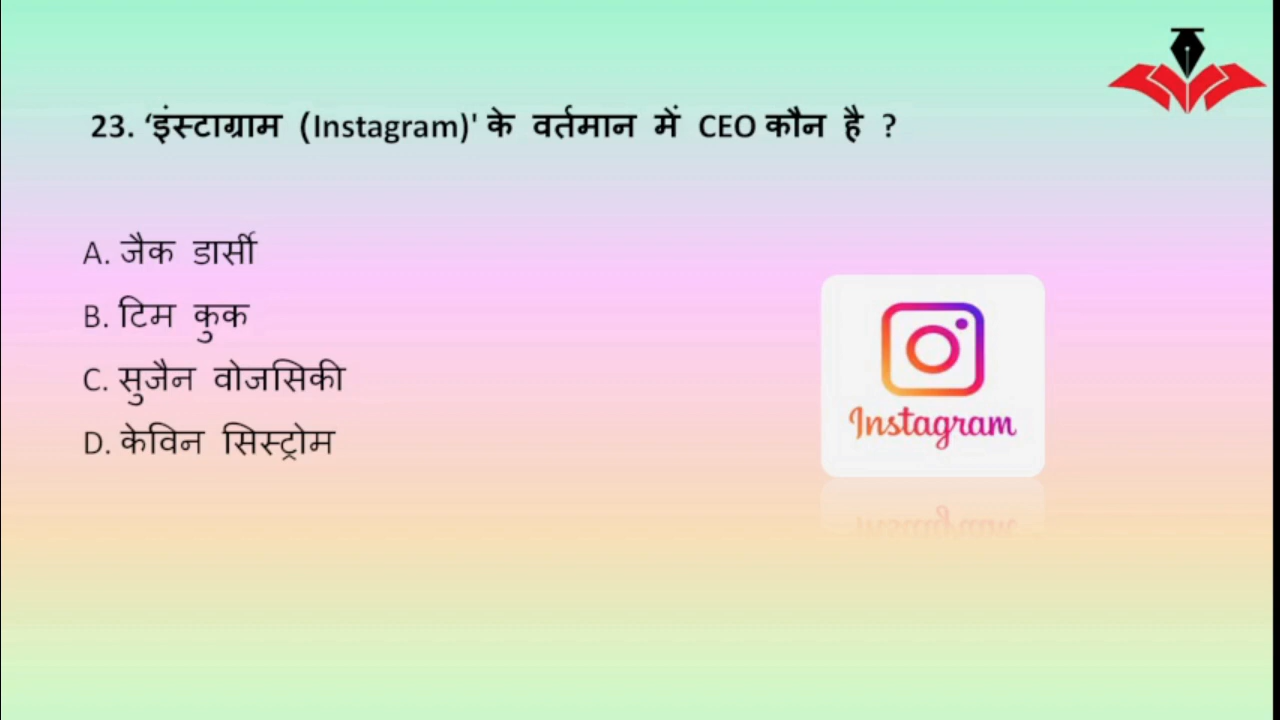 23. ‘इंस्टाग्राम (Instagram)' के वर्तमान में CEO कौन है ?
A. जैक डार्सी
B. टिम कुक
C. सुजैन वोजसिकी
D. केविन सिस्ट्रोम
Instagram